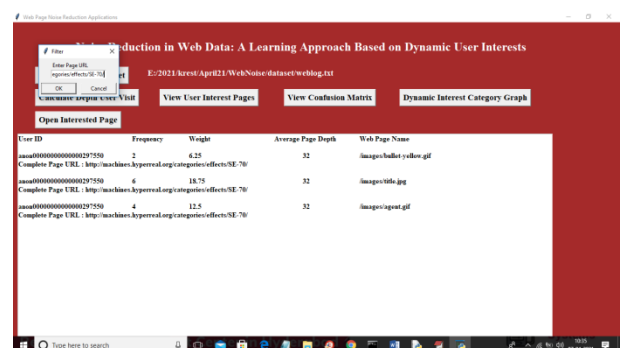 Web Page Noise Reduction Applications
Reduction in Web Data: A Learning Approach Based on Dynamic User Interests
Filter
Enter Page URL
egories/effects/SE-70/
OK Cancel
E:/2021/krest/April21/WebNoise/dataset/weblog.txt
Calculate Depth User Visit View User Interest Pages View Confusion Matrix Dynamic Interest Category Graph
Open Interested Page
User ID Frequency Weight Average Page Depth Web Page Name
anon00000000000000297550 2 6.25 32 /images/bullet-yellow.gif
Complete Page URL : http://machines.hyperreal.org/categories/effects/SE-70/
anon00000000000000297550 6 18.75 32 /images/title.jpg
Complete Page URL : http://machines.hyperreal.org/categories/effects/SE-70/
anon00000000000000297550 4 12.5 32 /images/agent.gif
Complete Page URL : http://machines.hyperreal.org/categories/effects/SE-70/
Type here to search
10:35